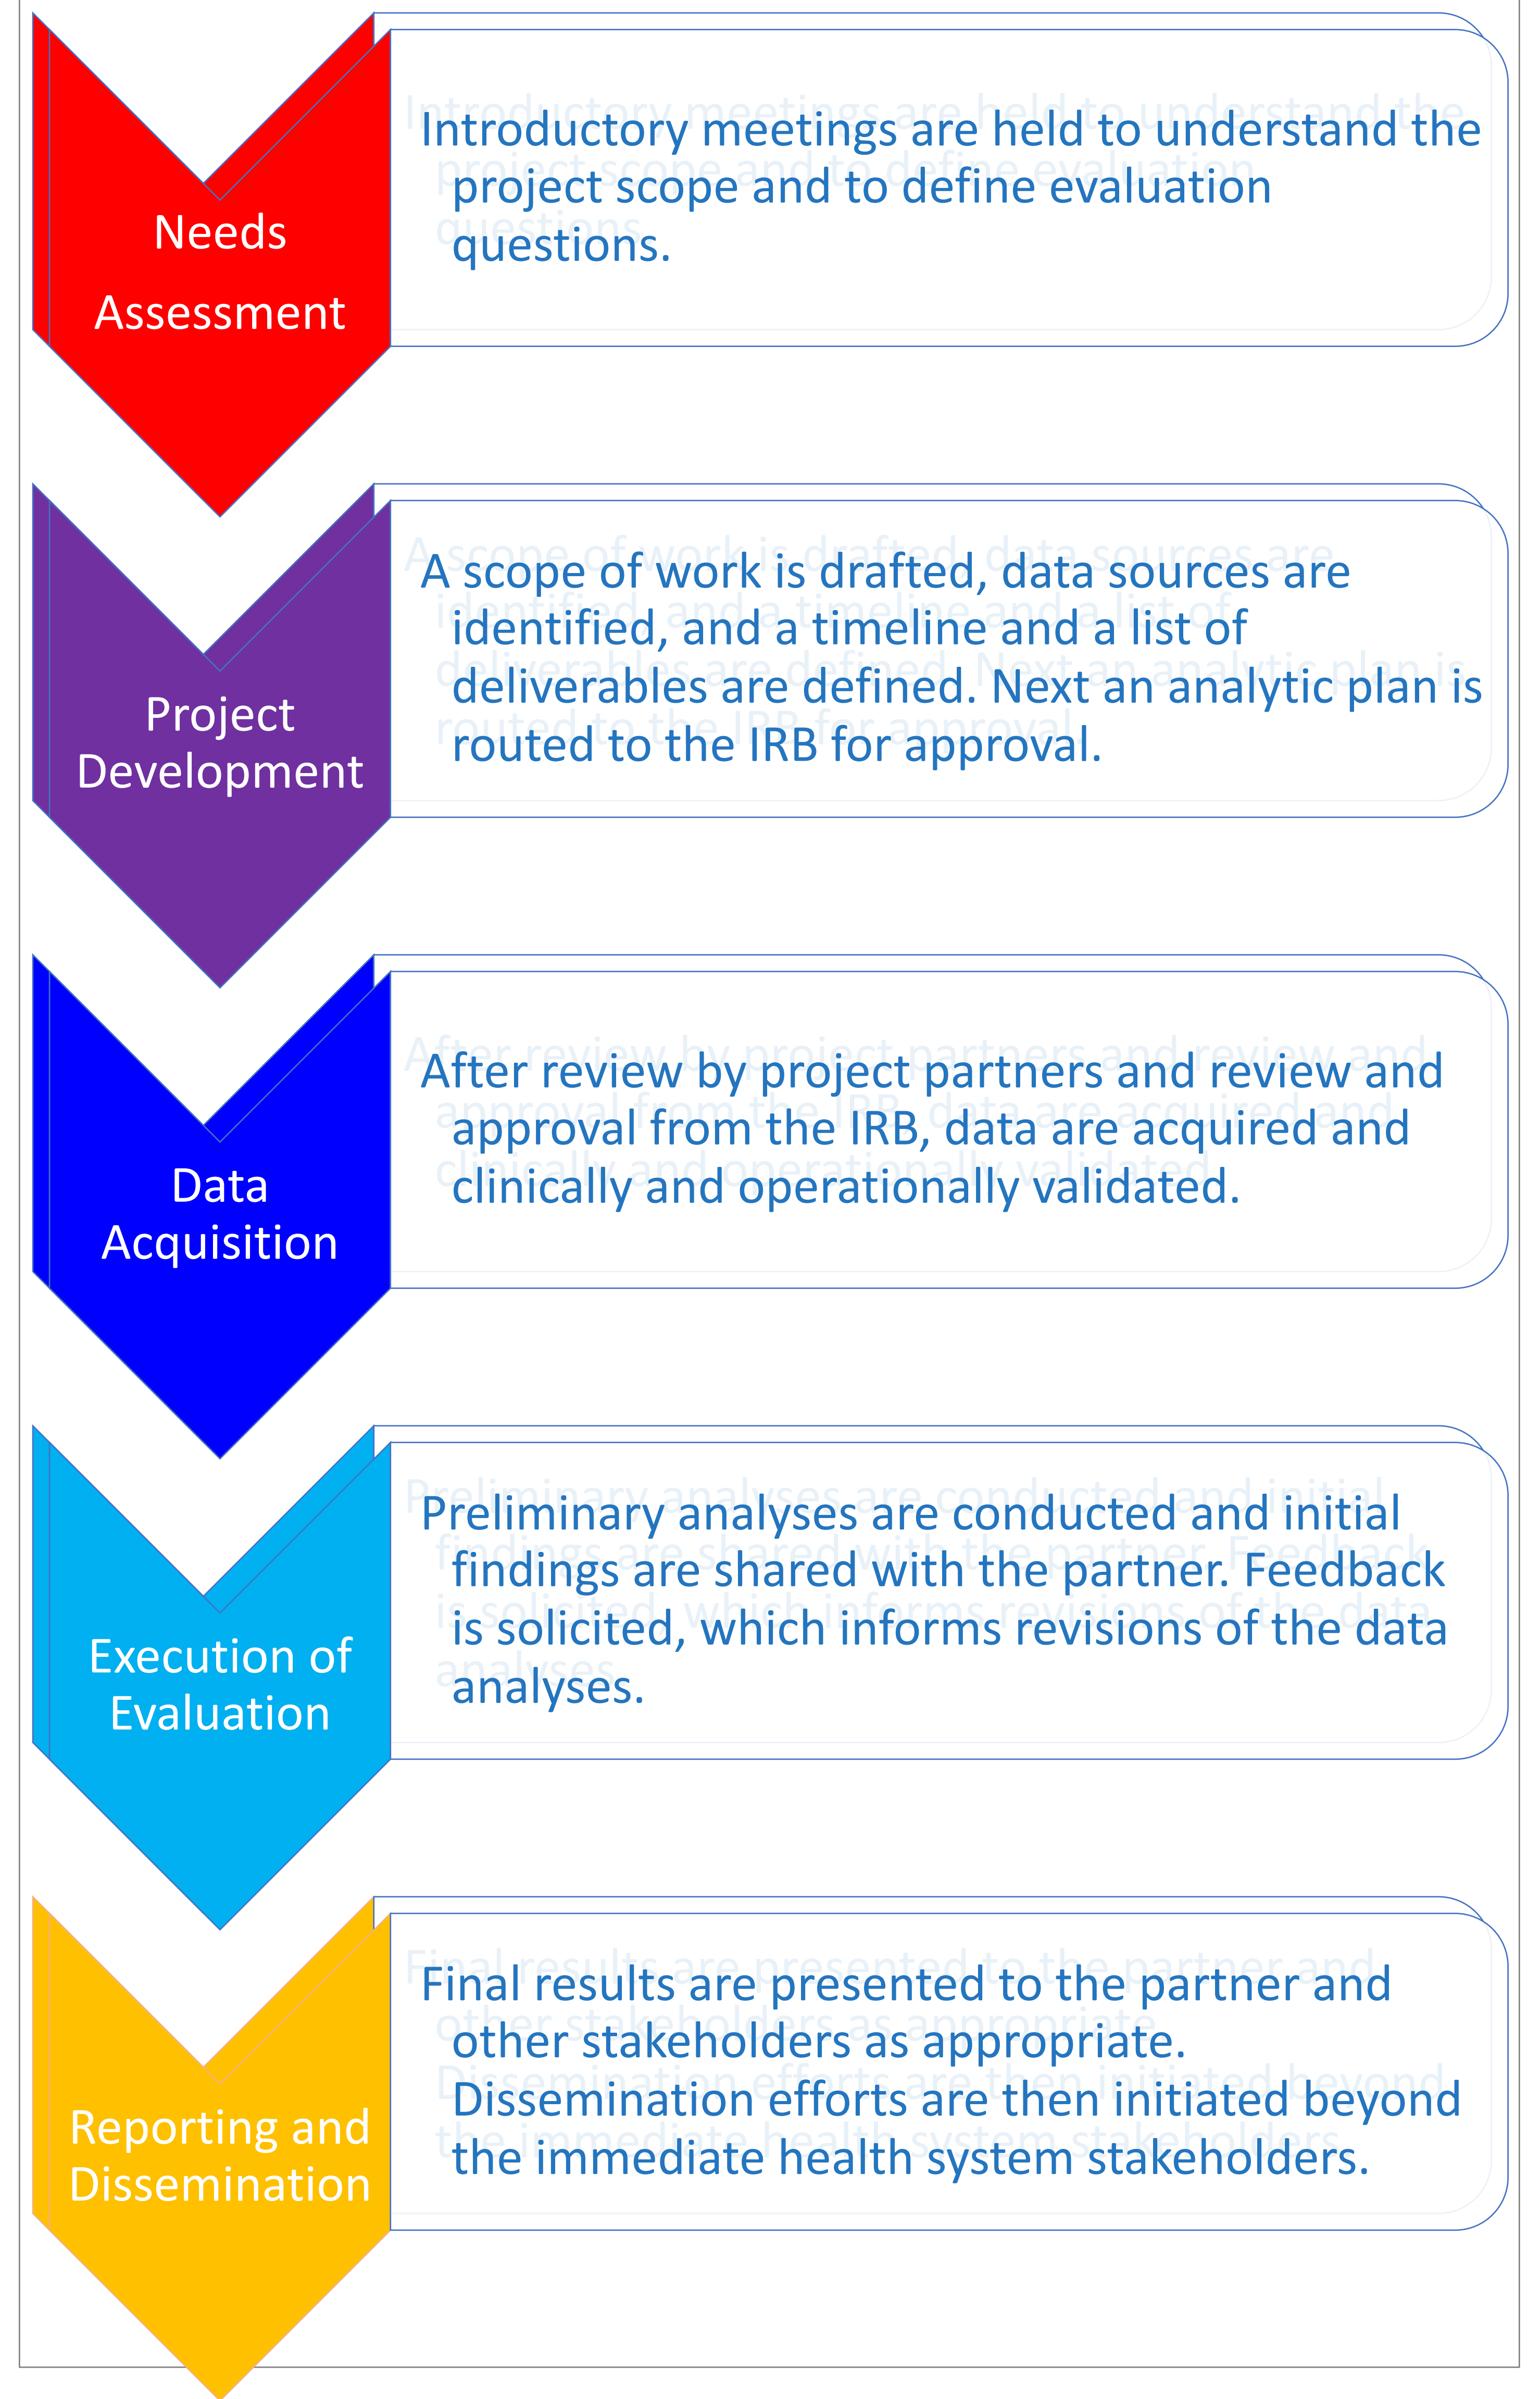 Needs
Assessment
Introductory meetings are held to understand the
project scope and to define evaluation
questions.
Project
Development
A scope of work is drafted, data sources are
identified, and a timeline and a list of
deliverables are defined. Next an analytic plan is
routed to the IRB for approval.
Data
Acquisition
After review by project partners and review and
approval from the IRB, data are acquired and
clinically and operationally validated.
Execution of
Evaluation
Preliminary analyses are conducted and initial
findings are shared with the partner. Feedback
is solicited, which informs revisions of the data
analyses.
Reporting and
Dissemination
Final results are presented to the partner and
other stakeholders as appropriate.
Dissemination efforts are then initiated beyond
the immediate health system stakeholders.